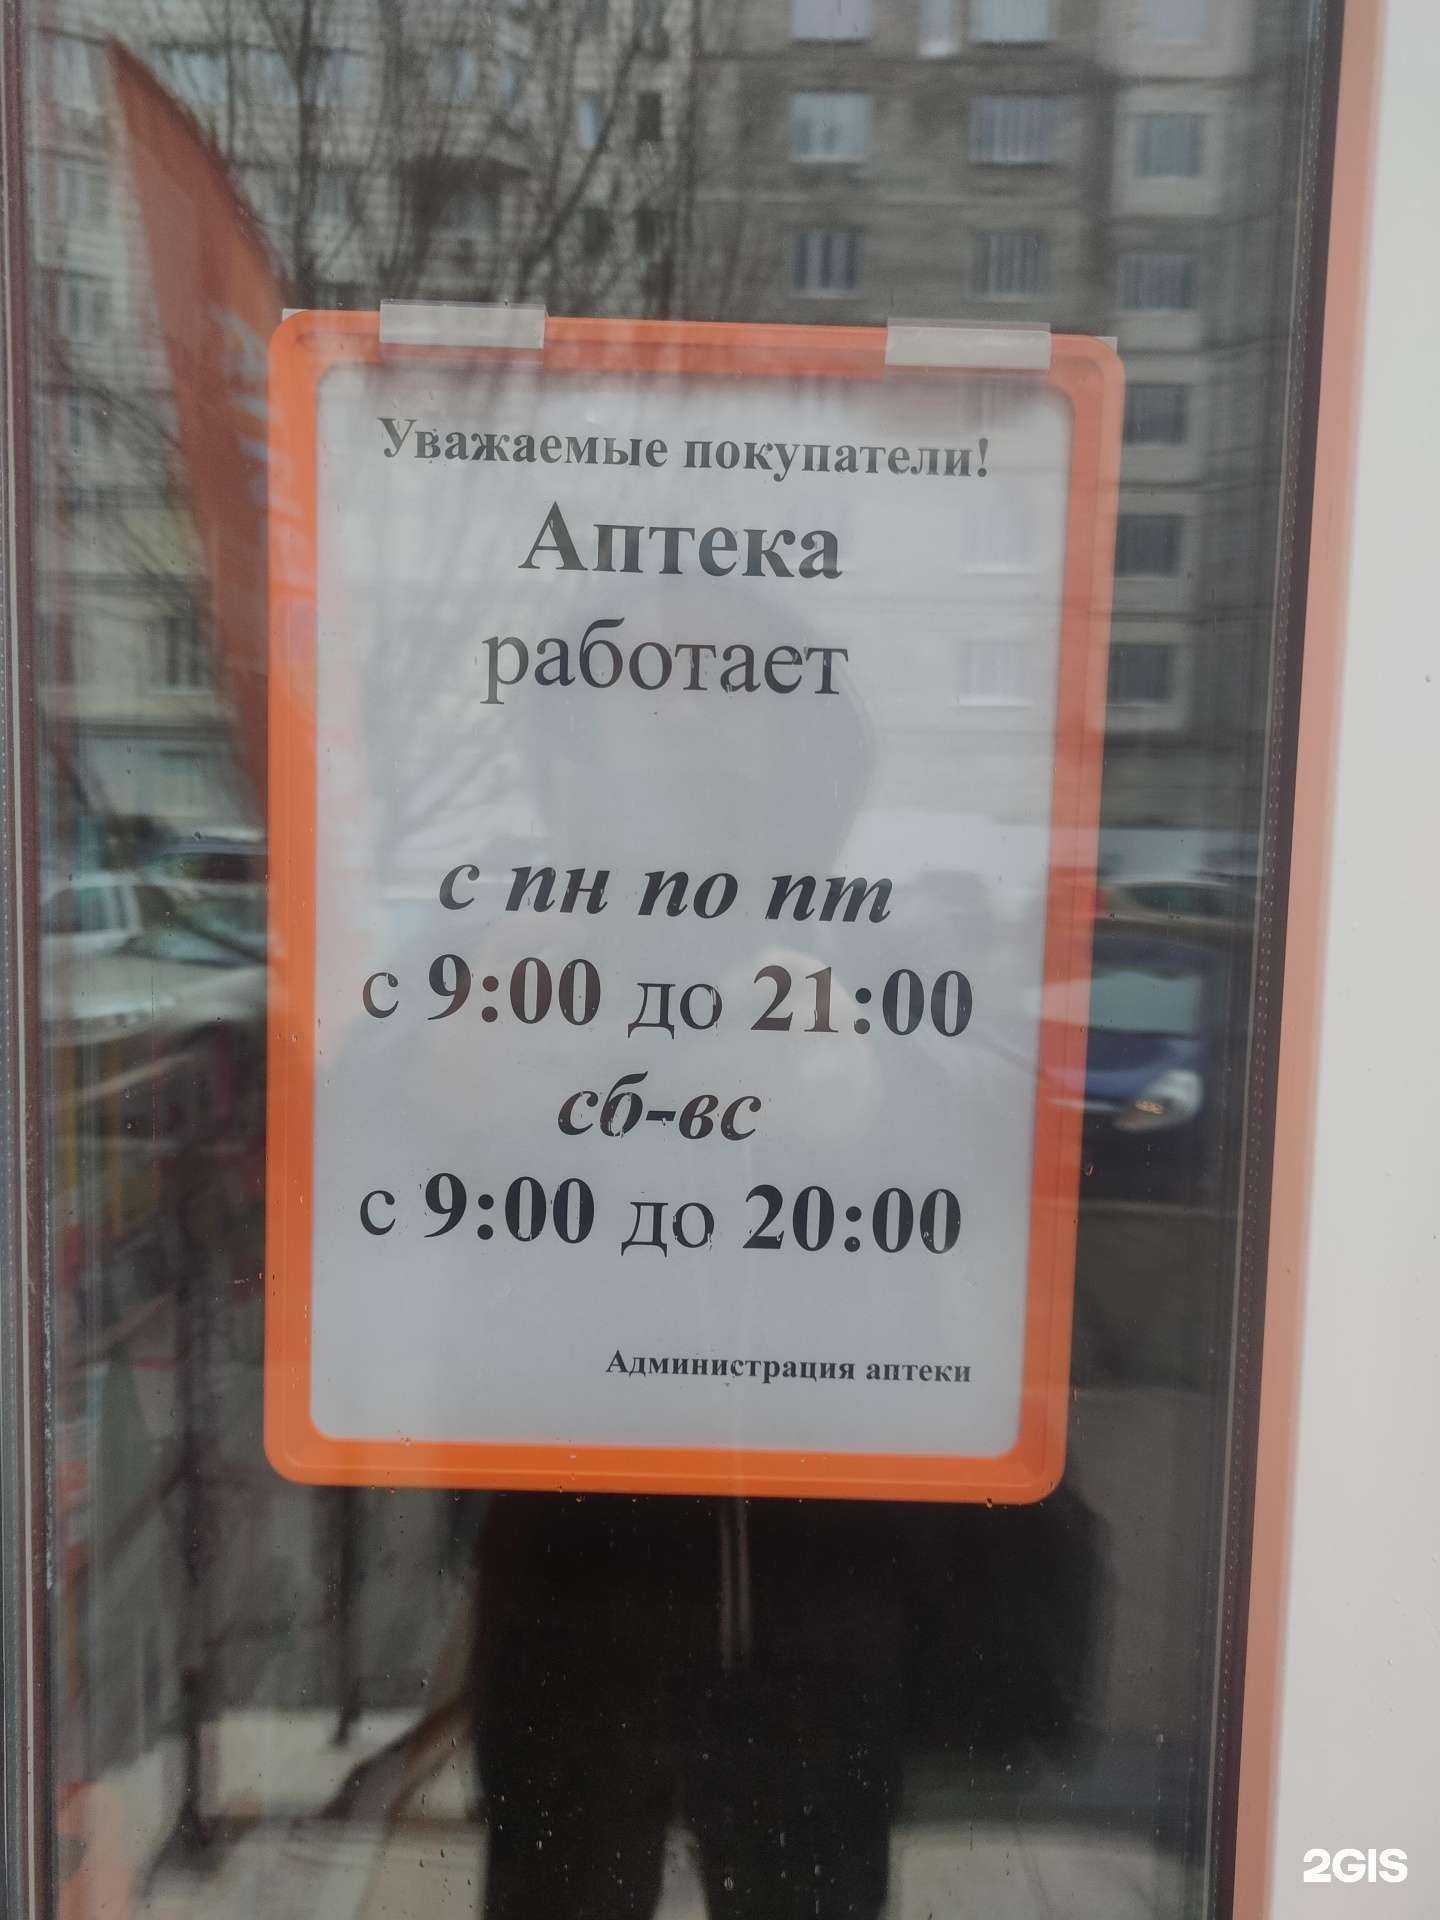 Уважаемые покупатели!
Аптека
работает
с пн по пт
с 9:00 до 21:00
сб-вс
с 9:00 до 20:00
Администрация аптеки
2GIS